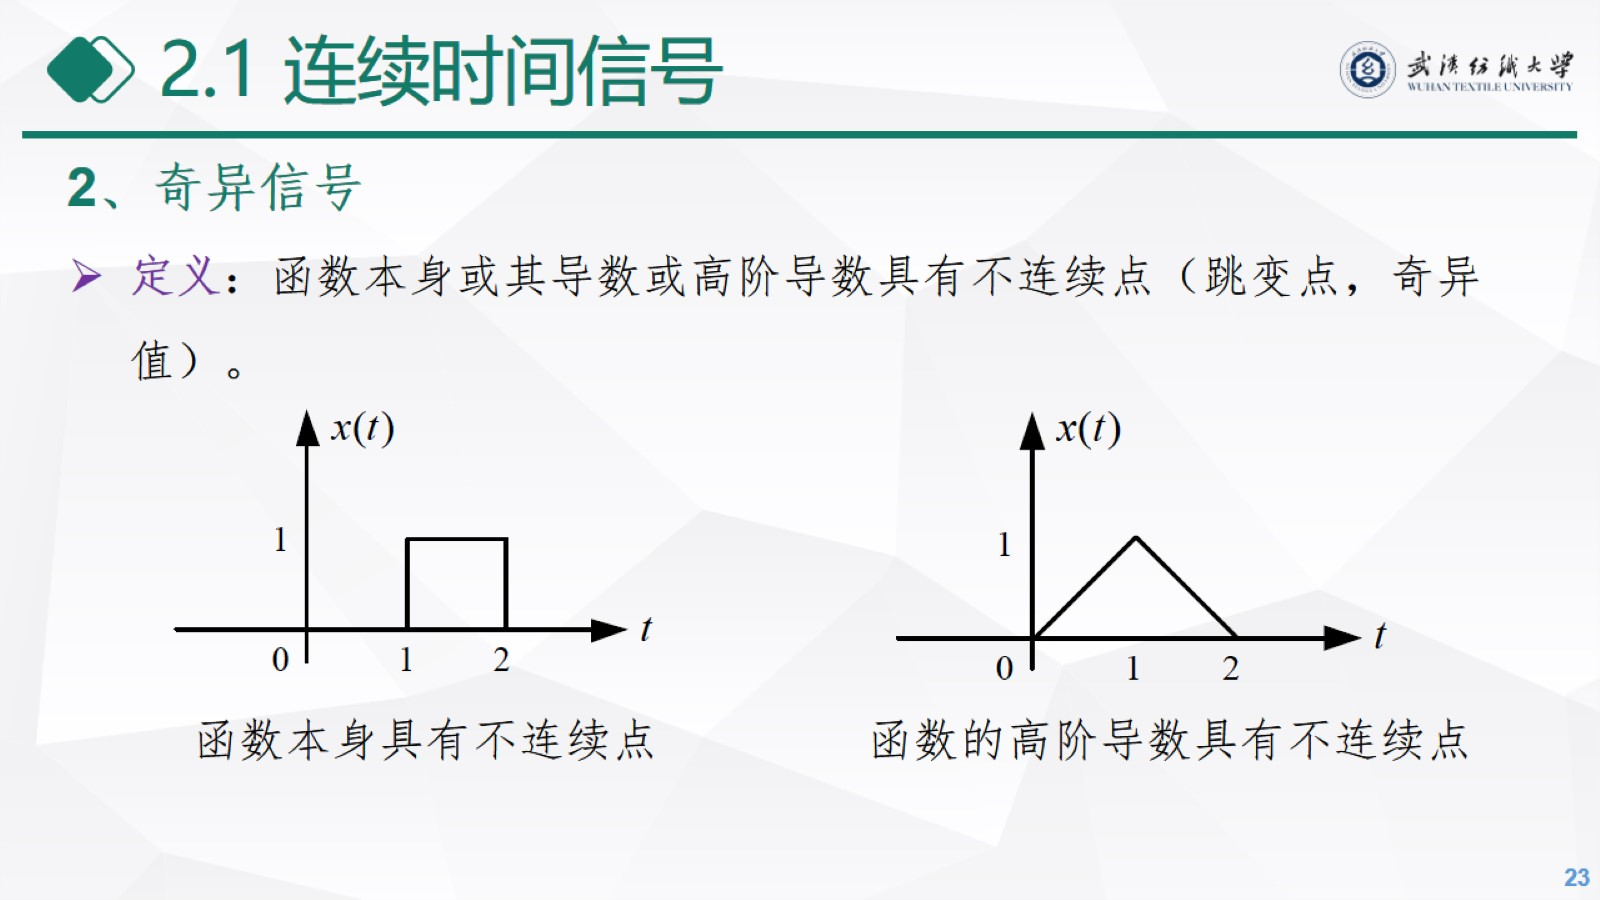 2.1 连续时间信号
武汉纺织大学
WUHAN TEXTILE UNIVERSITY
2、奇异信号
定义：函数本身或其导数或高阶导数具有不连续点（跳变点，奇异
值）。
x(t)
1
0
1
2
t
x(t)
1
0
1
2
t
函数本身具有不连续点
函数的高阶导数具有不连续点
23